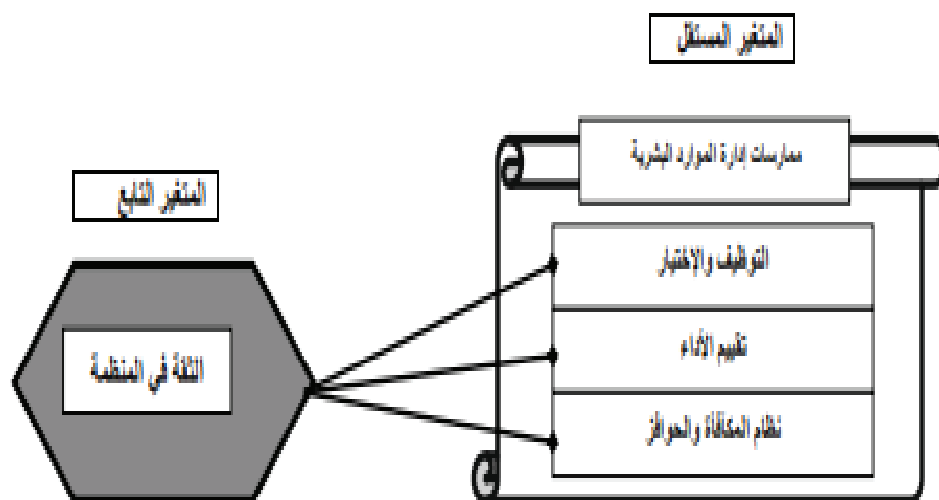 المتغير المستقل
ممارسات إدارة الموارد البشرية
المتغير التابع
التوظيف والإختيار
تقييم الأداء
الثقة في المنظمة
نظام المكافأة والحوافز